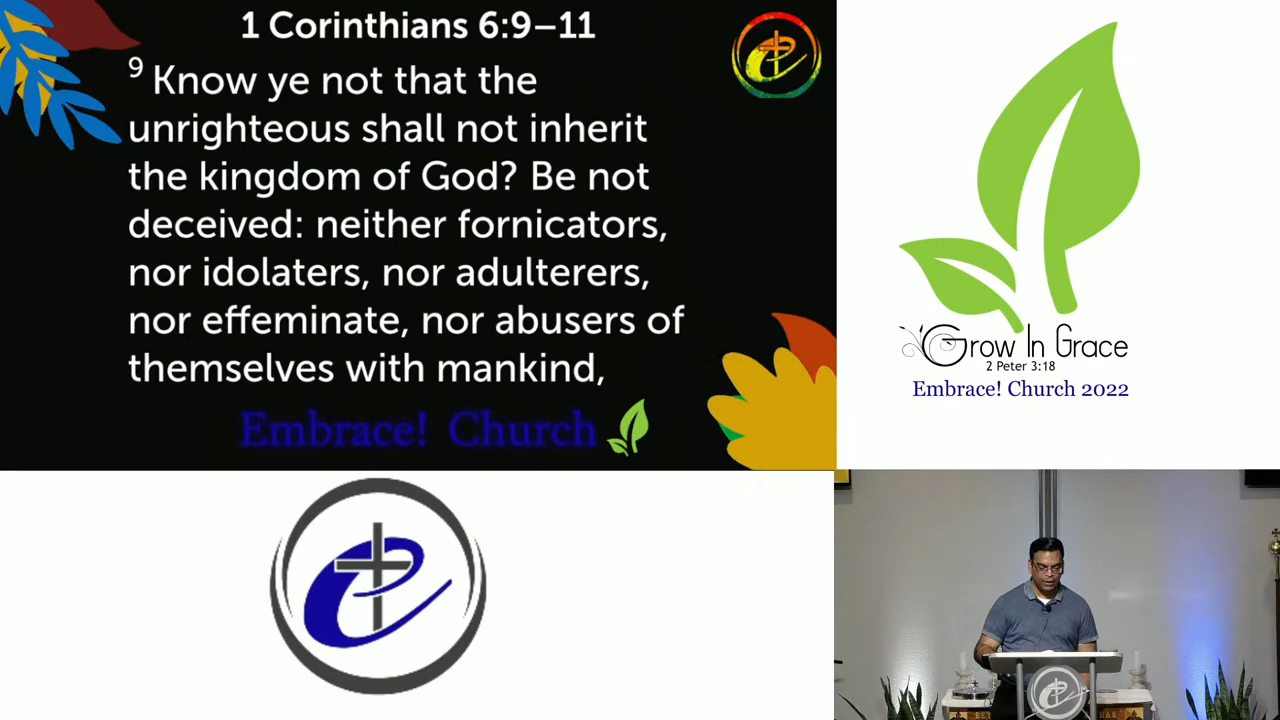 1 Corinthians 6:9–11
9 Know ye not that the
unrighteous shall not inherit
the kingdom of God? Be not
deceived: neither fornicators,
nor idolaters, nor adulterers,
nor effeminate, nor abusers of
themselves with mankind,
Embrace! Church
Grow In Grace
2 Peter 3:18
Embrace! Church 2022